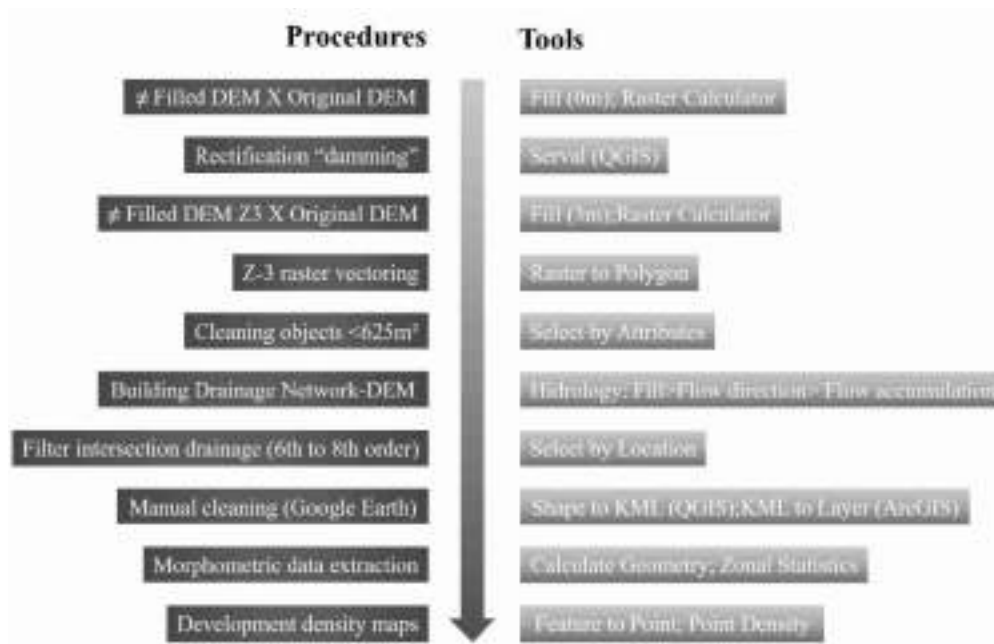 Procedures Tools
≠ Filled DEM X Original DEM Fill (0m); Raster Calculator
Rectification “damming” Serval (QGIS)
≠ Filled DEM Z3 X Original DEM Fill (3m);Raster Calculator
Z-3 raster vectoring Raster to Polygon
Cleaning objects <625m² Select by Attributes
Building Drainage Network-DEM Hidrology: Fill>Flow direction> Flow accumulation
Filter intersection drainage (6th to 8th order) Select by Location
Manual cleaning (Google Earth) Shape to KML (QGIS);KML to Layer (ArcGIS)
Morphometric data extraction Calculate Geometry; Zonal Statistics
Development density maps Feature to Point; Point Density